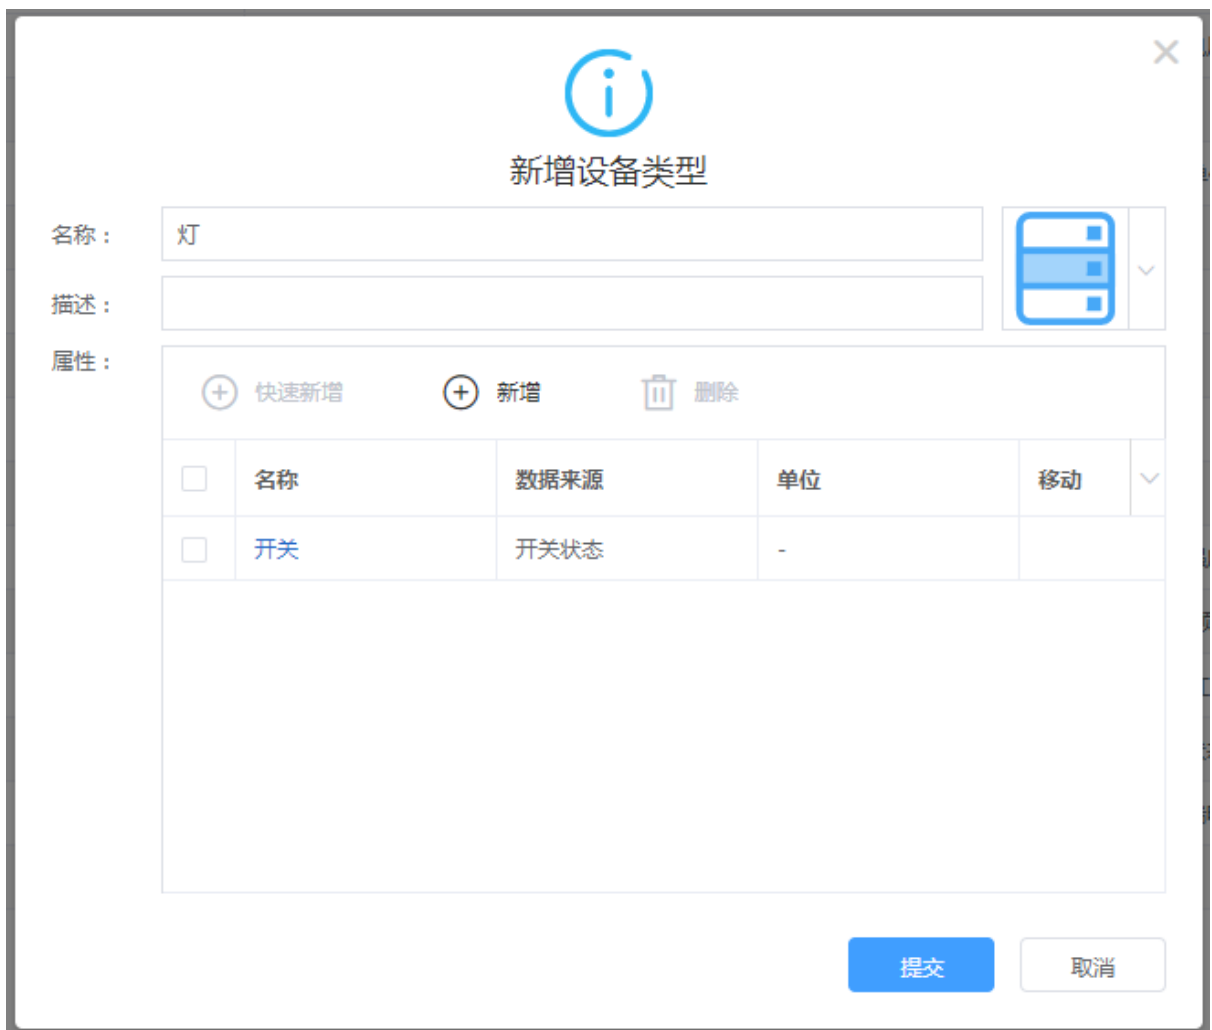 新增设备类型
名称：
灯
描述：
属性：
快速新增
新增
删除
名称 数据来源 单位 移动
开关 开关状态 -
提交
取消